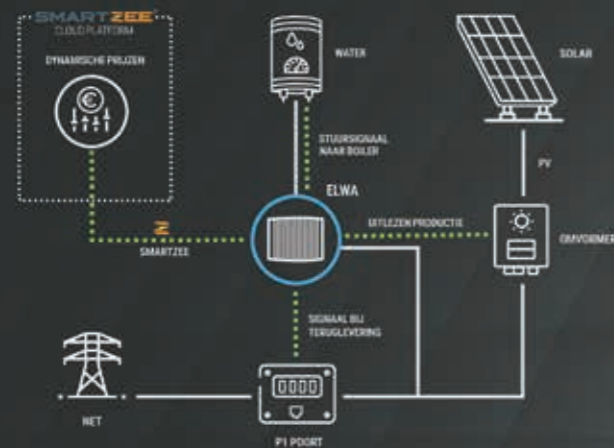 SMARTZEE
CLOUD PLATFORM
DYNAMISCHE PRIJZEN
WATER
SOLAR
STUURSIGNAAL
NAAR BOILER
PV
ELWA
UITLEZEN PRODUCTIE
OMVORMER
SMARTZEE
SIGNAAL BIJ
TERUGLEVERING
0000
NET
P1 POORT